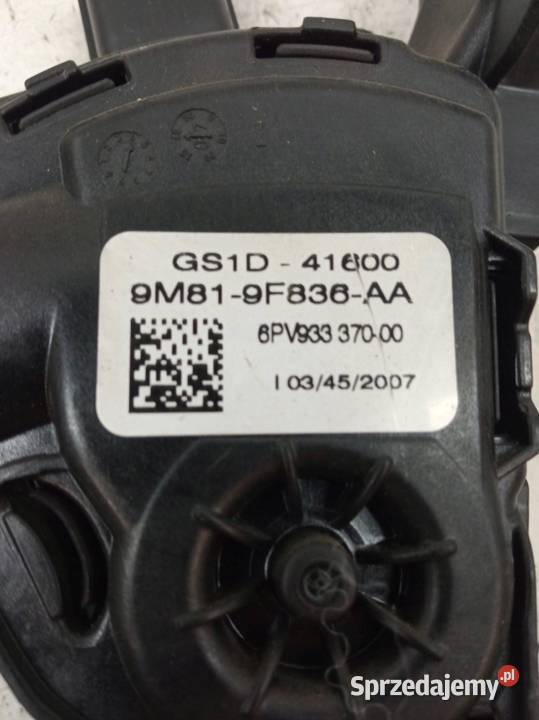 GS1D - 41600
9M81-9F836-AA
6PV933 370-00
I 03/45/2007
Sprzedajemy.pl